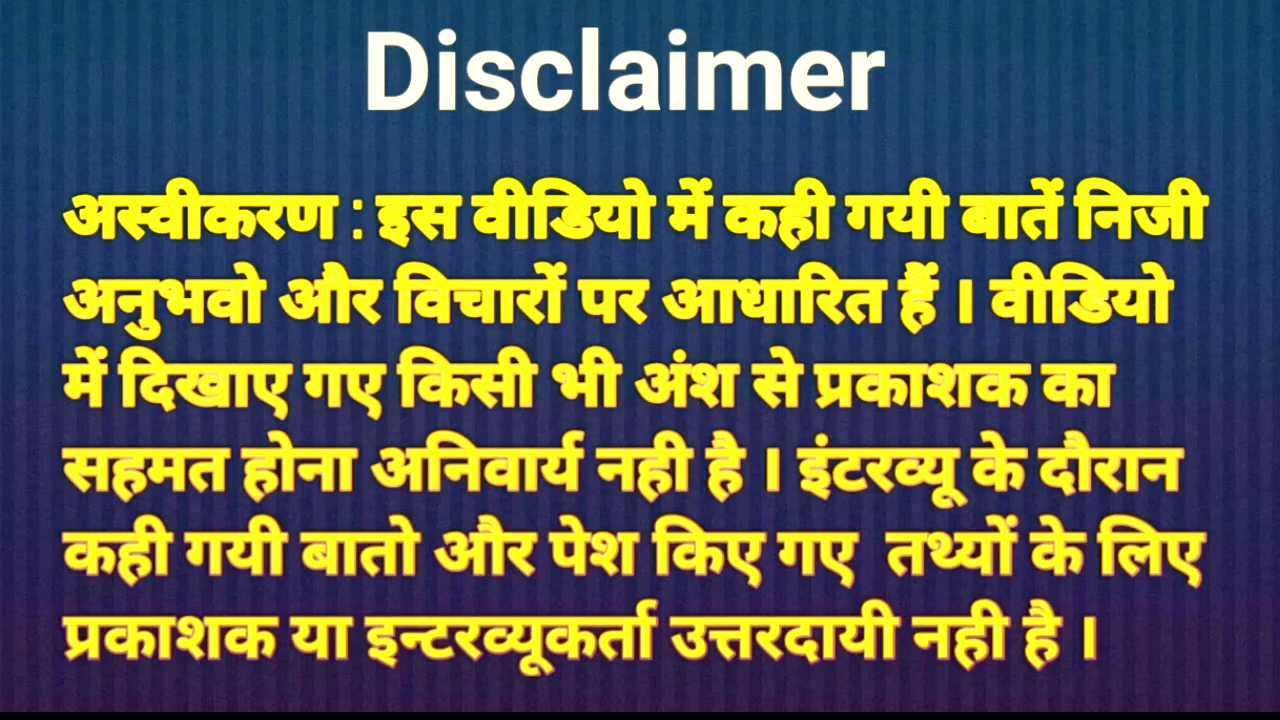 Disclaimer
अस्वीकरण : इस वीडियो में कही गयी बातें निजी
अनुभवो और विचारों पर आधारित हैं । वीडियो
में दिखाए गए किसी भी अंश से प्रकाशक का
सहमत होना अनिवार्य नही है । इंटरव्यू के दौरान
कही गयी बातो और पेश किए गए तथ्यों के लिए
प्रकाशक या इन्टरव्यूकर्ता उत्तरदायी नही है ।